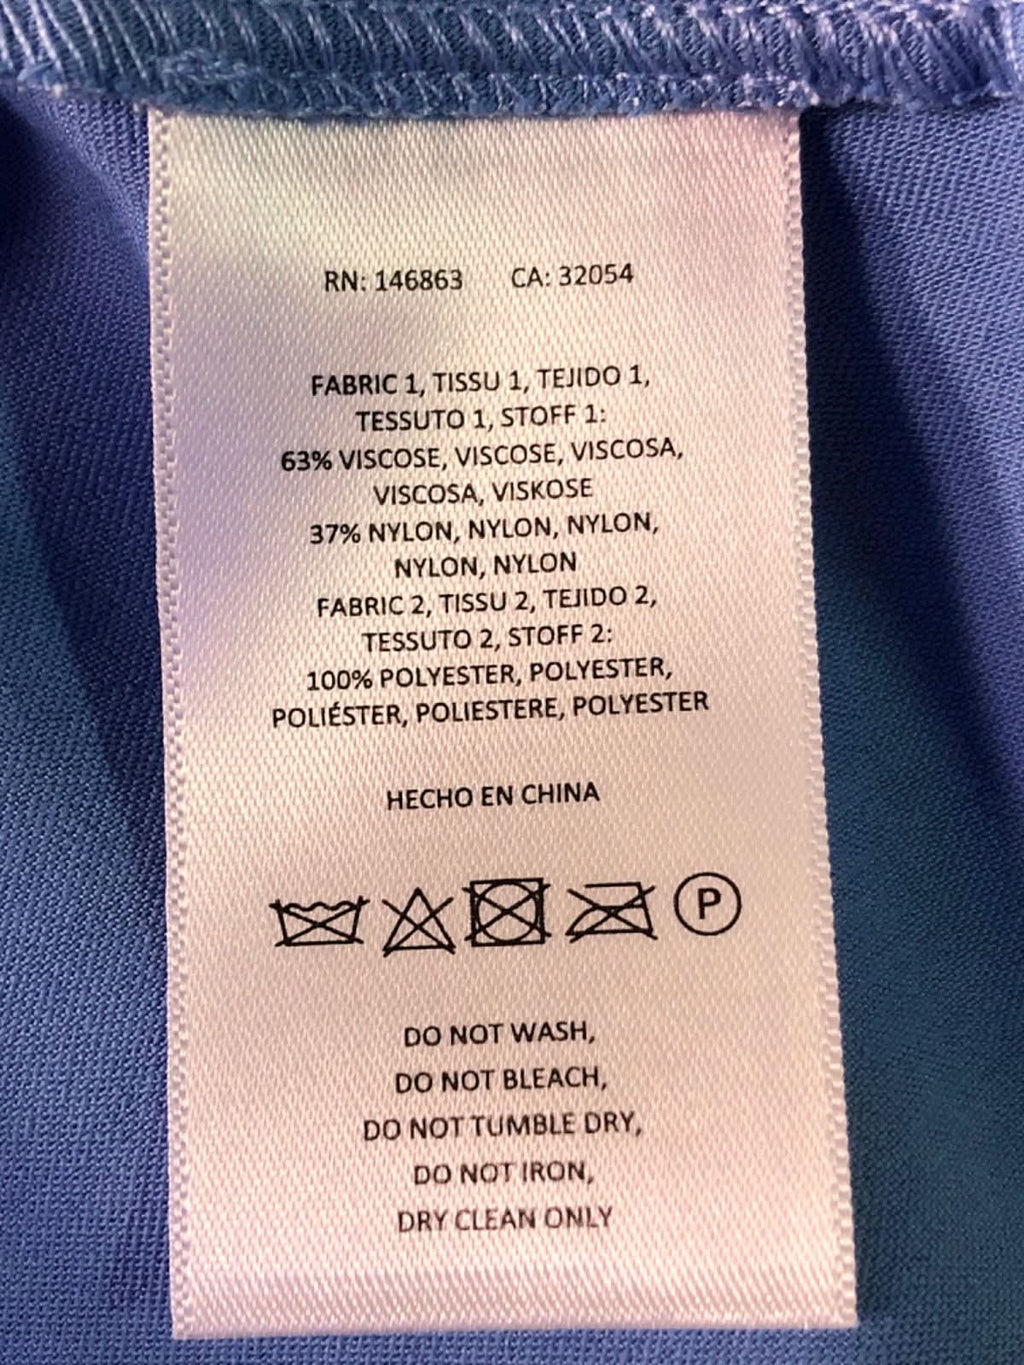 RN: 146863 CA: 32054
FABRIC 1, TISSU 1, TEJIDO 1,
TESSUTO 1, STOFF 1:
63% VISCOSE, VISCOSE, VISCOSA,
VISCOSA, VISKOSE
37% NYLON, NYLON, NYLON,
NYLON, NYLON
FABRIC 2, TISSU 2, TEJIDO 2,
TESSUTO 2, STOFF 2:
100% POLYESTER, POLYESTER,
POLIÉSTER, POLIESTERE, POLYESTER
HECHO EN CHINA
P
DO NOT WASH,
DO NOT BLEACH,
DO NOT TUMBLE DRY,
DO NOT IRON,
DRY CLEAN ONLY